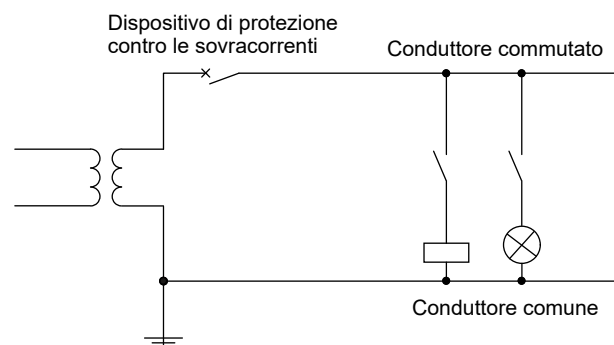 Dispositivo di protezione
contro le sovracorrenti
Conduttore commutato
Conduttore comune